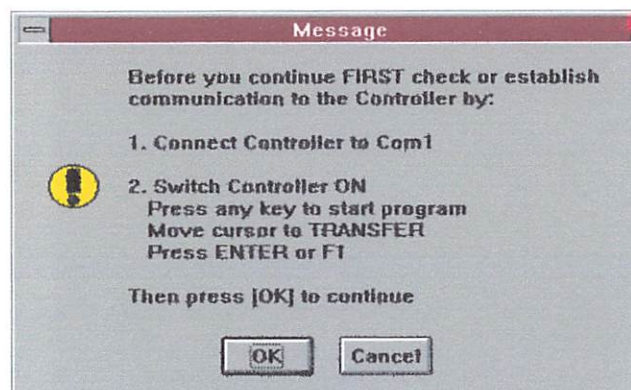 Message
Before you continue FIRST check or establish
communication to the Controller by:
1. Connect Controller to Com1
2. Switch Controller ON
Press any key to start program
Move cursor to TRANSFER
Press ENTER or F1
Then press [OK] to continue
OK Cancel